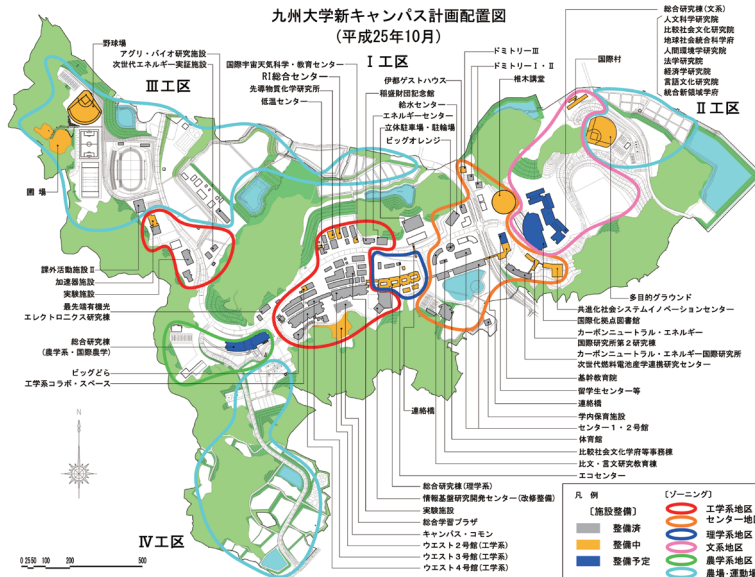 九州大学新キャンパス計画配置図
(平成25年10月)
野球場
アグリ・バイオ研究施設
次世代エネルギー実証施設
国際宇宙天気科学・教育センター
RI総合センター
先導物質化学研究所
低温センター
III工区
I工区
伊都ゲストハウス
稲盛財団記念館
給水センター
エネルギーセンター
立体駐車場・駐輪場
ビッグオレンジ
ドミトリーIII
ドミトリーI・II
椎木講堂
総合研究棟(文系)
人文科学研究院
比較社会文化研究院
地球社会統合科学府
人間環境学研究院
法学研究院
経済学研究院
言語文化研究院
統合新領域学府
国際村
II工区
圃場
課外活動施設II
加速器施設
実験施設
最先端有機光
エレクトロニクス研究棟
総合研究棟
(農学系・国際農学)
ビッグどら
工学系コラボ・スペース
連絡橋
多目的グラウンド
共進化社会システムイノベーションセンター
国際化拠点図書館
カーボンニュートラル・エネルギー
国際研究所第2研究棟
カーボンニュートラル・エネルギー国際研究所
次世代燃料電池産学連携研究センター
基幹教育院
留学生センター等
連絡橋
学内保育施設
センター1・2号館
体育館
比較社会文化学府等事務棟
比文・言文研究教育棟
エコセンター
総合研究棟(理学系)
情報基盤研究開発センター(改修整備)
実験施設
総合学習プラザ
キャンパス・コモン
ウエスト2号館(工学系)
ウエスト3号館(工学系)
ウエスト4号館(工学系)
IV工区
0 25 50 100 200 500
凡例
[施設整備]
整備済
整備中
整備予定
[ゾーニング]
工学系地区
センター地区
理学系地区
文系地区
農学系地区
農場・運動場